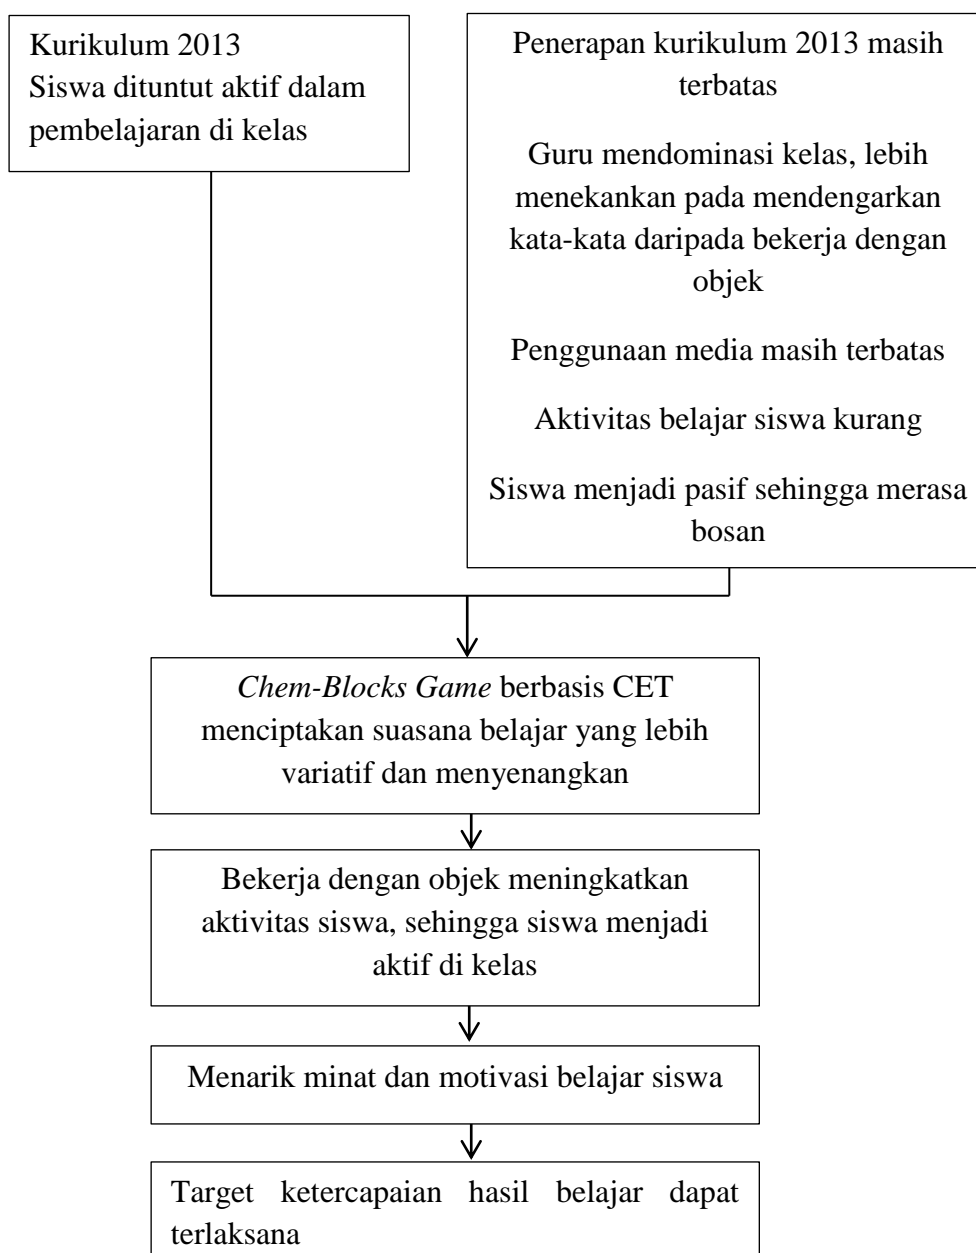 Kurikulum 2013
Siswa dituntut aktif dalam
pembelajaran di kelas
Penerapan kurikulum 2013 masih
terbatas
Guru mendominasi kelas, lebih
menekankan pada mendengarkan
kata-kata daripada bekerja dengan
objek
Penggunaan media masih terbatas
Aktivitas belajar siswa kurang
Siswa menjadi pasif sehingga merasa
bosan
Chem-Blocks Game berbasis CET
menciptakan suasana belajar yang lebih
variatif dan menyenangkan
Bekerja dengan objek meningkatkan
aktivitas siswa, sehingga siswa menjadi
aktif di kelas
Menarik minat dan motivasi belajar siswa
Target ketercapaian hasil belajar dapat
terlaksana